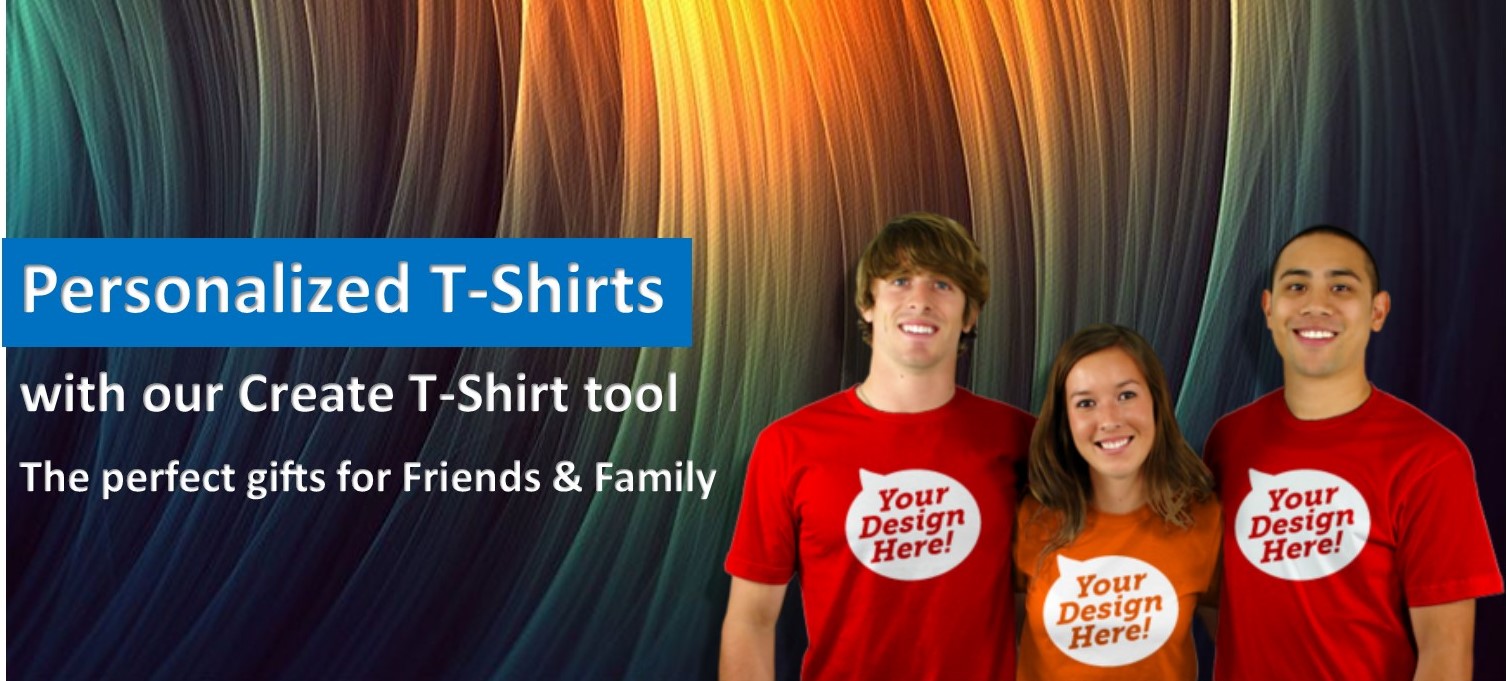 Personalized T-Shirts
with our Create T-Shirt tool
The perfect gifts for Friends & Family
Your
Design
Here!
Your
Design
Here!
Your
Design
Here!